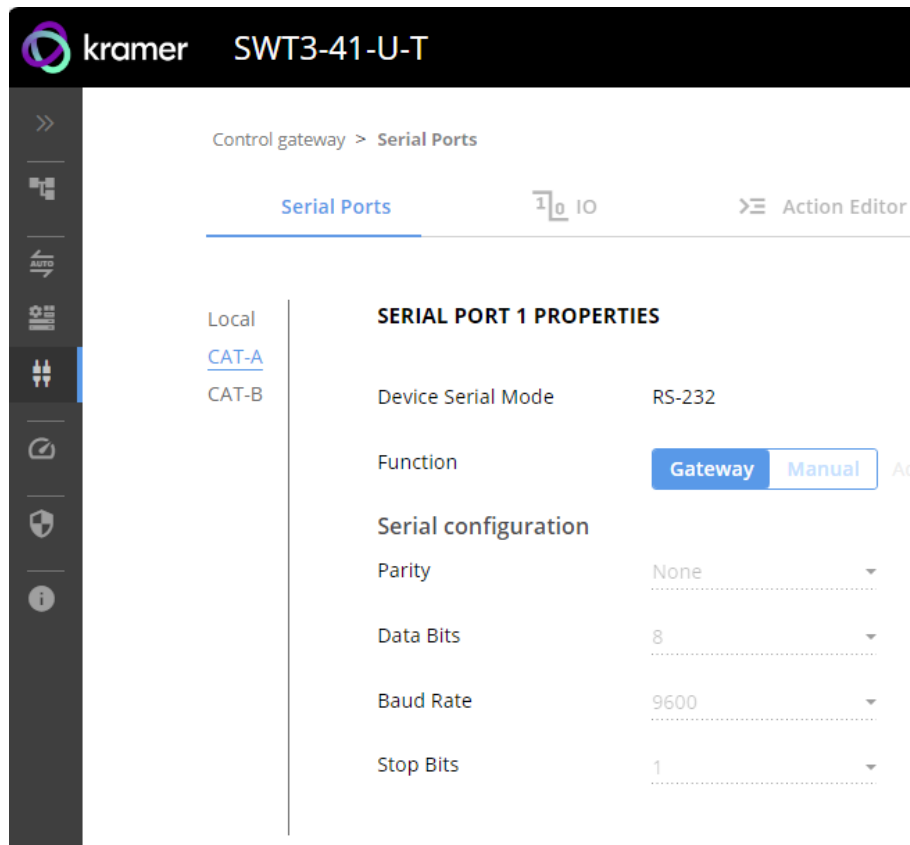 kramer SWT3-41-U-T
Control gateway > Serial Ports
Serial Ports
IO
Action Editor
AUTO
Local
CAT-A
CAT-B
SERIAL PORT 1 PROPERTIES
Device Serial Mode RS-232
Function Gateway Manual
Serial configuration
Parity None
Data Bits 8
Baud Rate 9600
Stop Bits 1